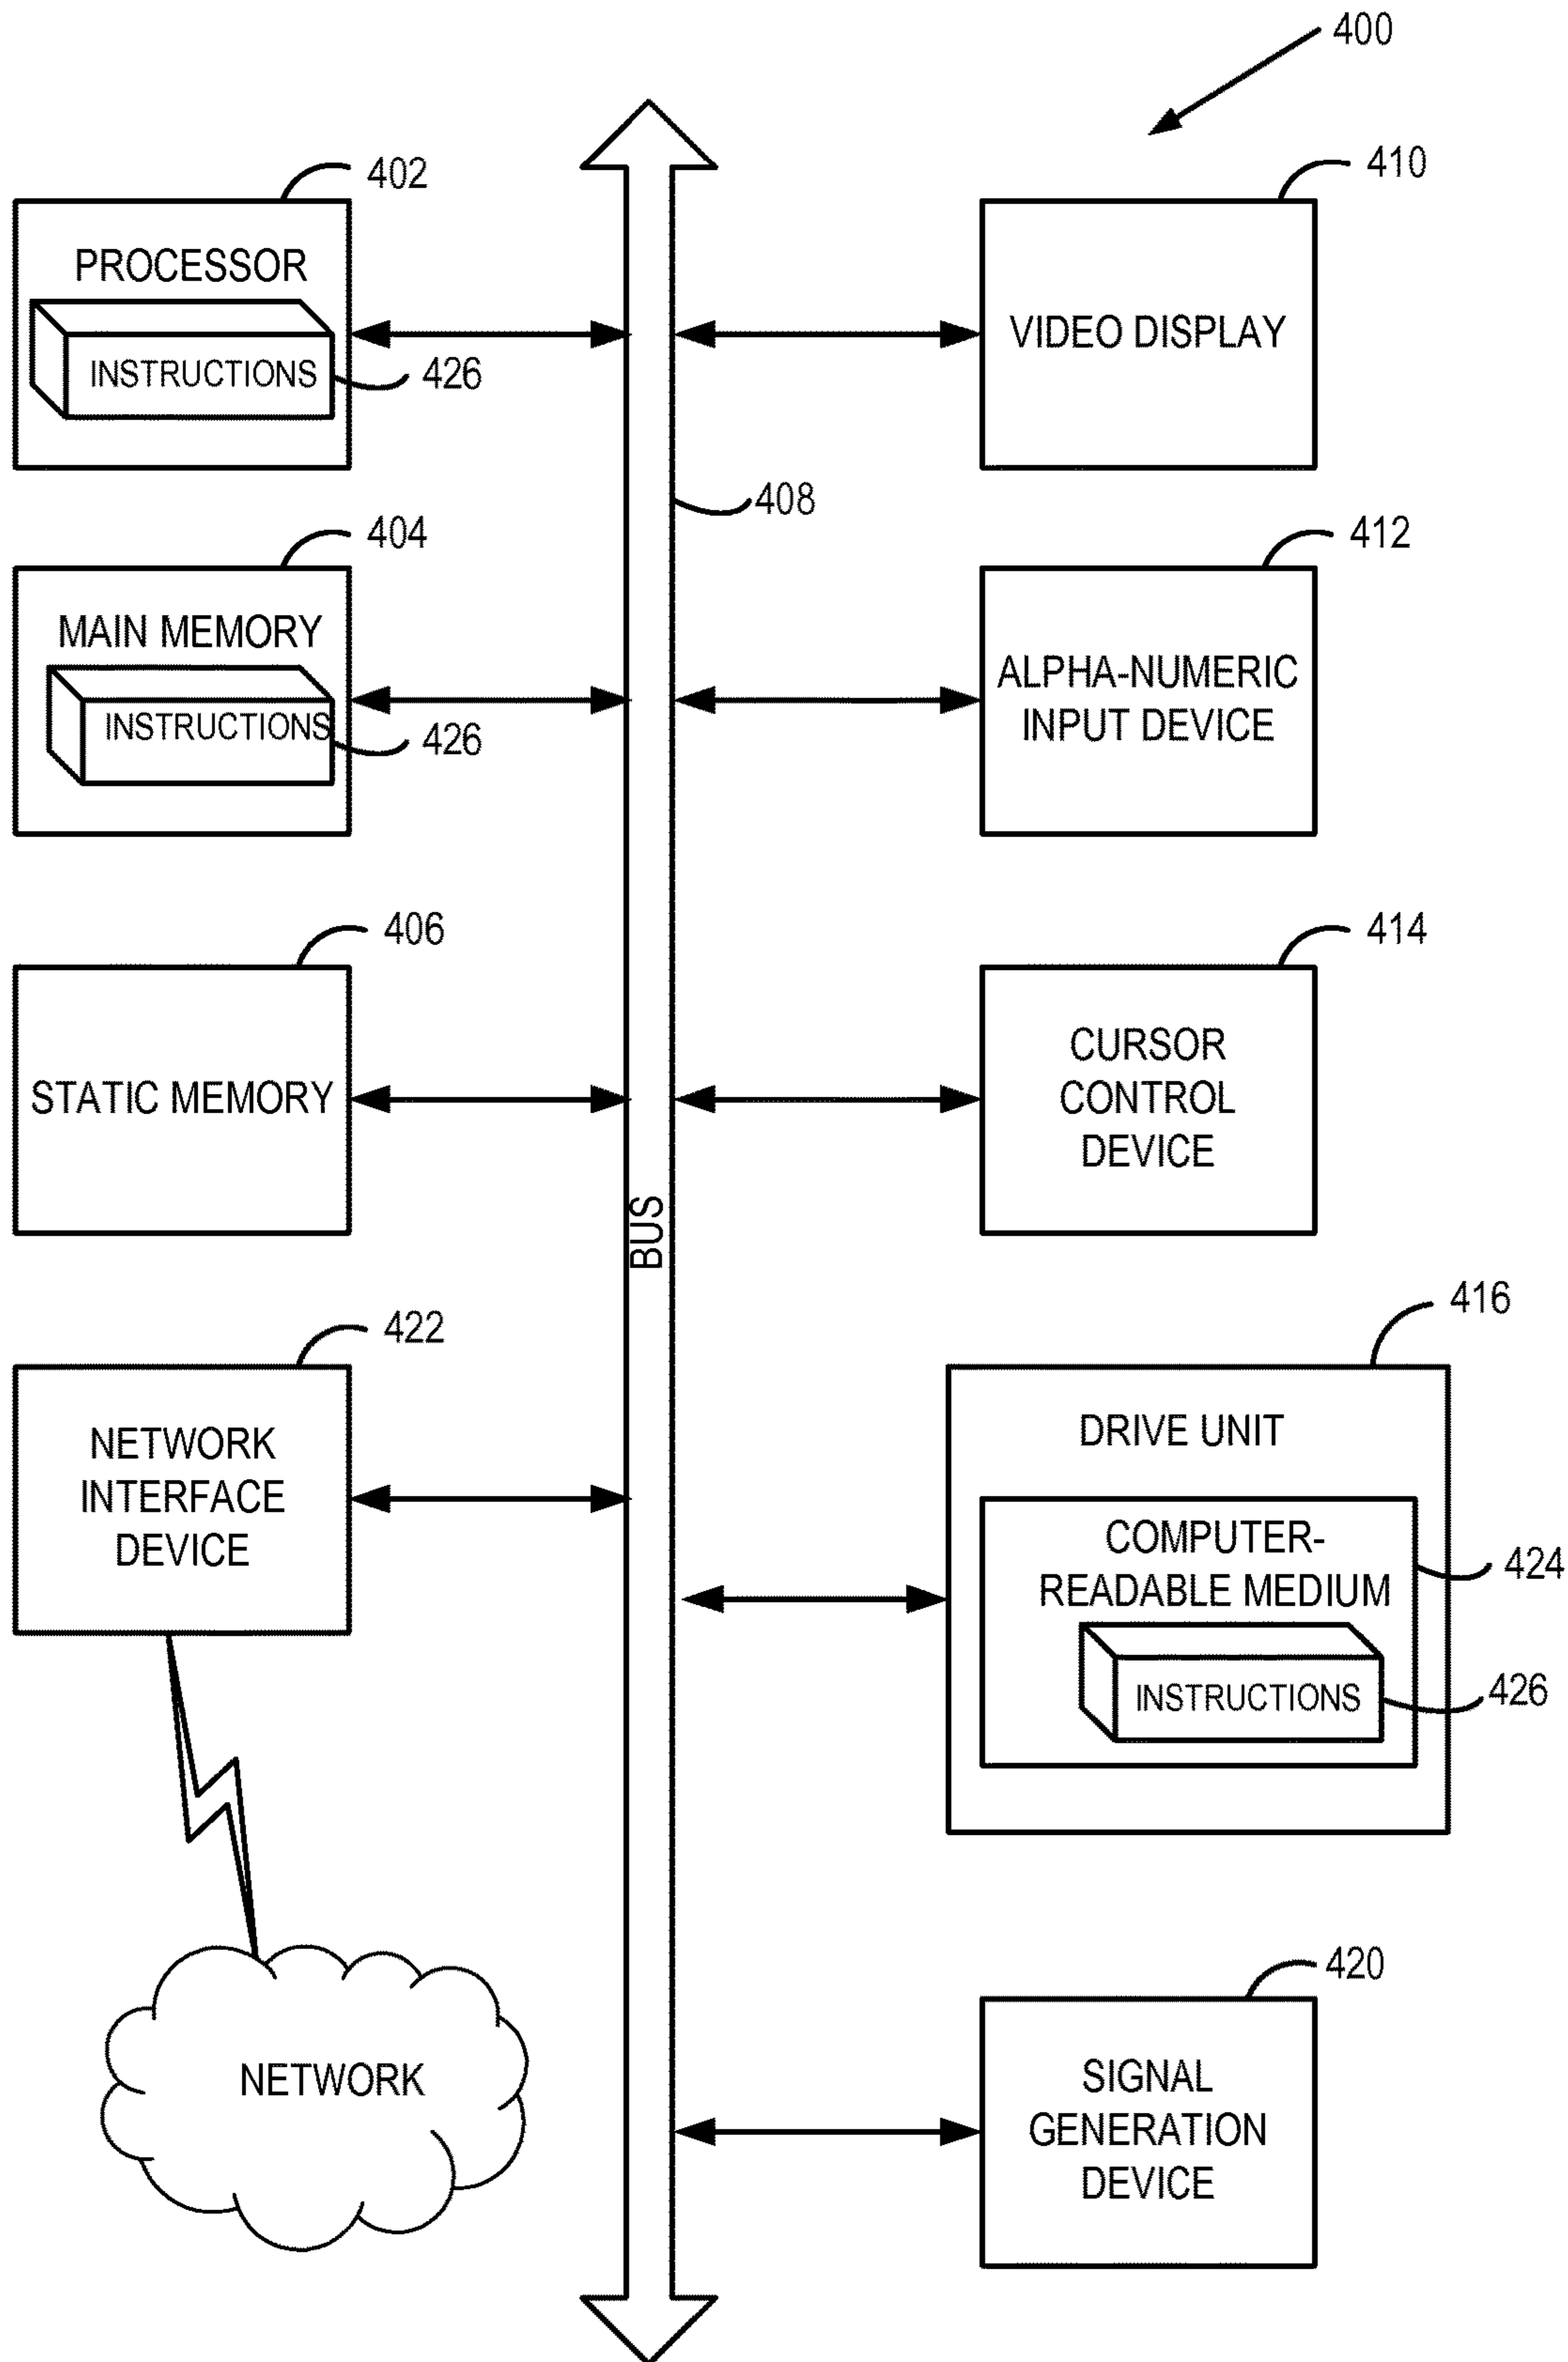 400
402
PROCESSOR
INSTRUCTIONS
426
404
MAIN MEMORY
INSTRUCTIONS
426
406
STATIC MEMORY
422
NETWORK
INTERFACE
DEVICE
NETWORK
408
BUS
410
VIDEO DISPLAY
412
ALPHA-NUMERIC
INPUT DEVICE
414
CURSOR
CONTROL
DEVICE
416
DRIVE UNIT
COMPUTER-
READABLE MEDIUM
424
INSTRUCTIONS
426
420
SIGNAL
GENERATION
DEVICE